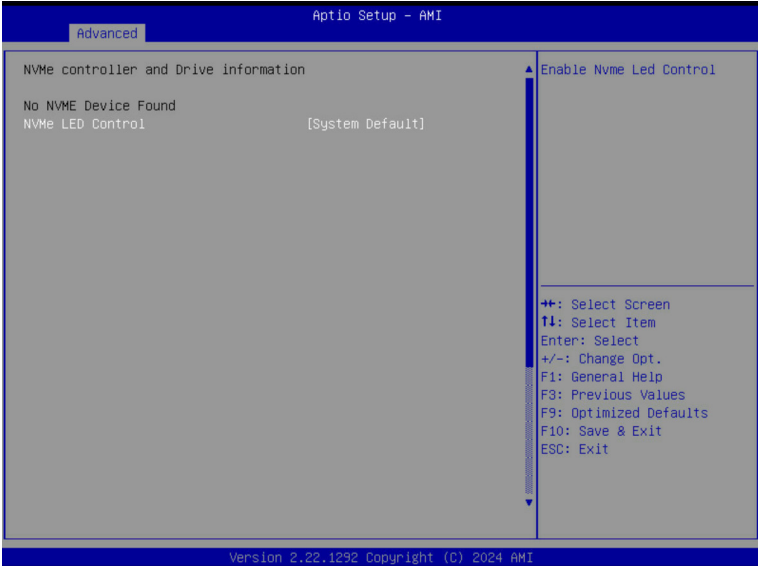 Aptio Setup – AMI
Advanced
NVMe controller and Drive information
No NVME Device Found
NVMe LED Control [System Default]
Enable Nvme Led Control
→←: Select Screen
↑↓: Select Item
Enter: Select
+/-: Change Opt.
F1: General Help
F3: Previous Values
F9: Optimized Defaults
F10: Save & Exit
ESC: Exit
Version 2.22.1292 Copyright (C) 2024 AMI